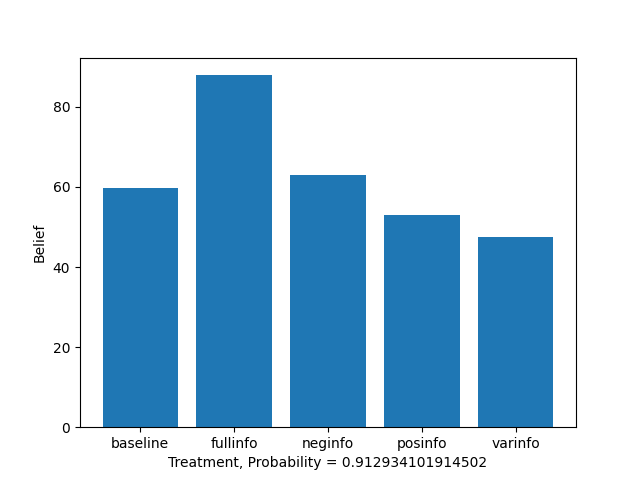 80
60
40
20
0
Belief
baseline fullinfo neginfo posinfo varinfo
Treatment, Probability = 0.912934101914502